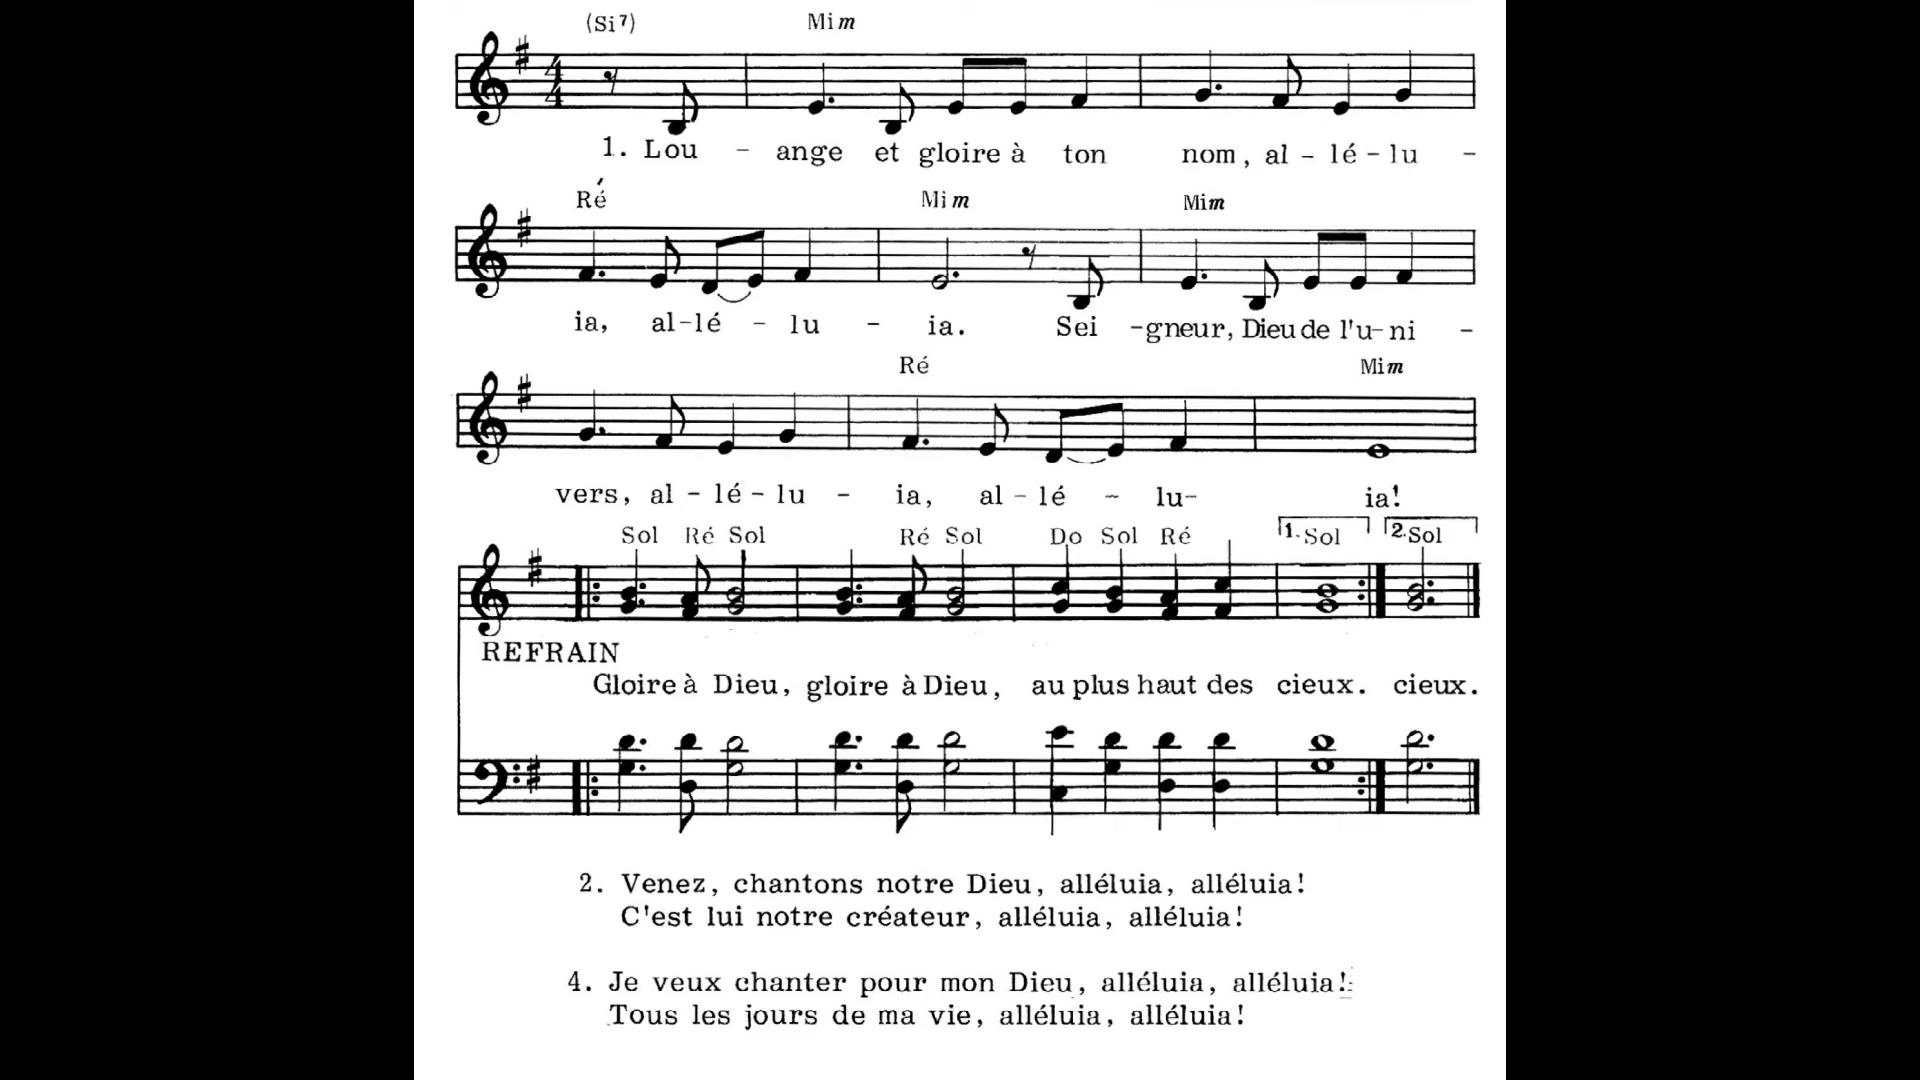 (Si7) Mim
4
4
1. Lou - ange et gloire à ton nom, al - lé - lu -
Ré Mim Mim
ia, al-lé - lu - ia. Sei -gneur, Dieu de l'u-ni -
Ré Mim
vers, al - lé - lu - ia, al - lé - lu- ia!
Sol Ré Sol Ré Sol Do Sol Ré 1. Sol 2. Sol
REFRAIN
Gloire à Dieu, gloire à Dieu, au plus haut des cieux. cieux.
2. Venez, chantons notre Dieu, alléluia, alléluia!
C'est lui notre créateur, alléluia, alléluia!
4. Je veux chanter pour mon Dieu, alléluia, alléluia!
Tous les jours de ma vie, alléluia, alléluia!